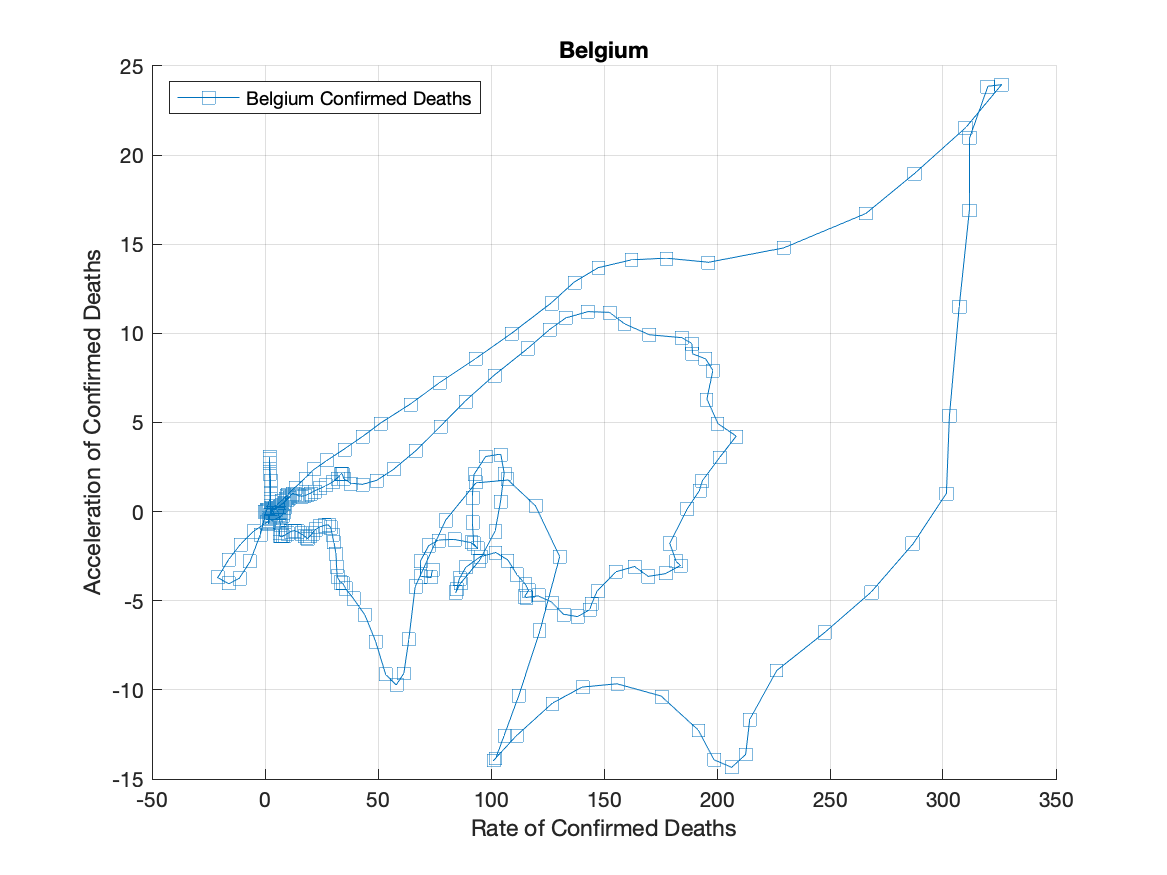 Belgium
Belgium Confirmed Deaths
25
20
15
10
5
0
-5
-10
-15
Acceleration of Confirmed Deaths
-50 0 50 100 150 200 250 300 350
Rate of Confirmed Deaths